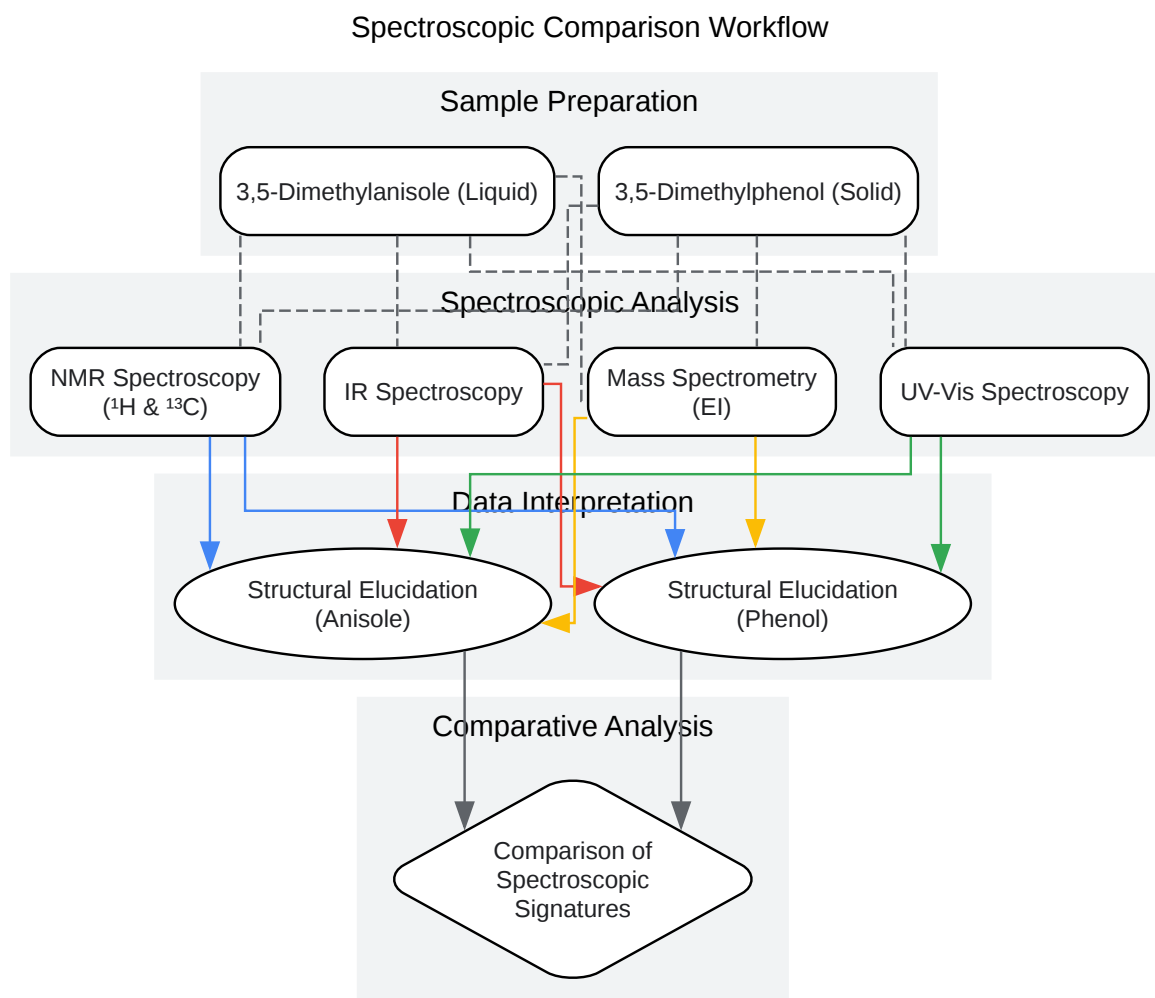 Spectroscopic Comparison Workflow
Sample Preparation
3,5-Dimethylanisole (Liquid)
3,5-Dimethylphenol (Solid)
Spectroscopic Analysis
NMR Spectroscopy
(¹H & ¹³C)
IR Spectroscopy
Mass Spectrometry
(EI)
UV-Vis Spectroscopy
Data Interpretation
Structural Elucidation
(Anisole)
Structural Elucidation
(Phenol)
Comparative Analysis
Comparison of
Spectroscopic
Signatures